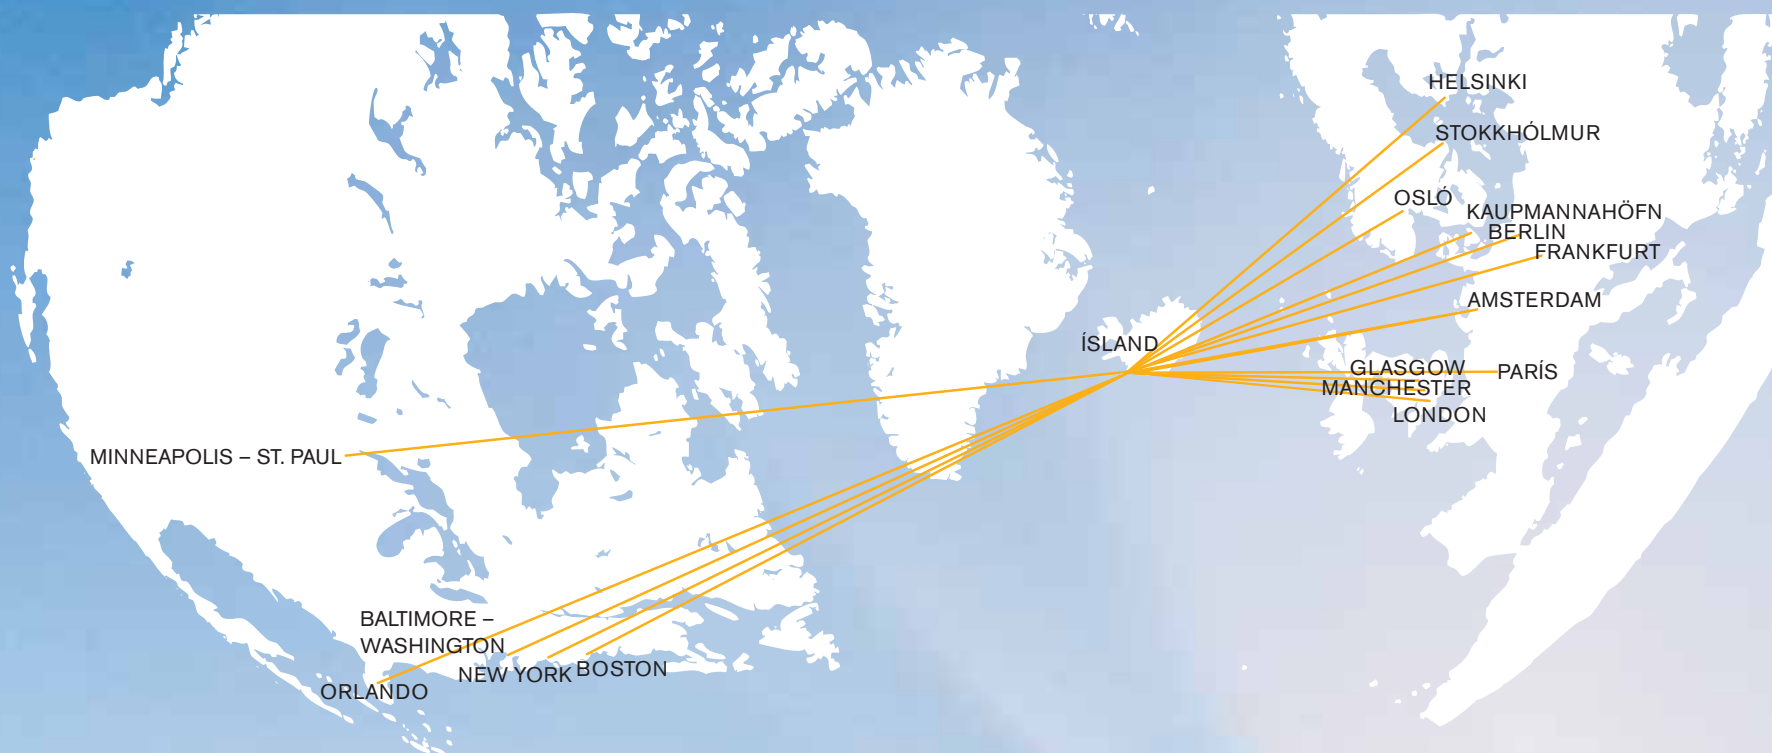 HELSINKI
STOKKHÓLMUR
OSLÓ
KAUPMANNAHÖFN
BERLIN
FRANKFURT
AMSTERDAM
ÍSLAND
GLASGOW
PARÍS
MANCHESTER
LONDON
MINNEAPOLIS – ST. PAUL
BALTIMORE –
WASHINGTON
NEW YORK
BOSTON
ORLANDO